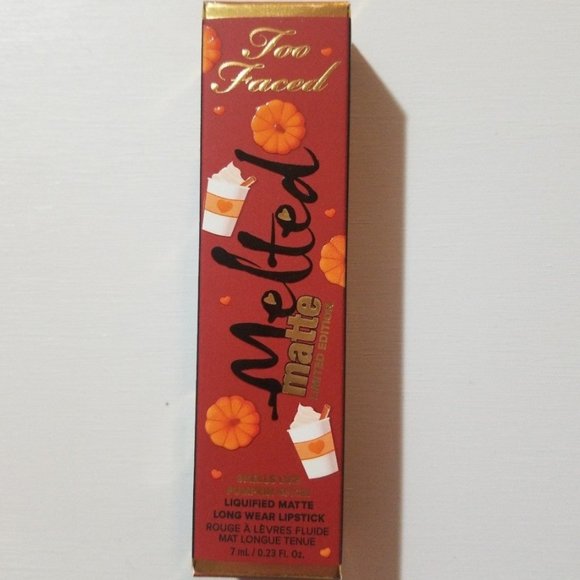 Too
Faced
Melted
matte
LIMITED EDITION
PUMPKIN
LIQUIFIED MATTE
LONG WEAR LIPSTICK
ROUGE À LÈVRES FLUIDE
MAT LONGUE TENUE
7 mL / 0.23 Fl. Oz.